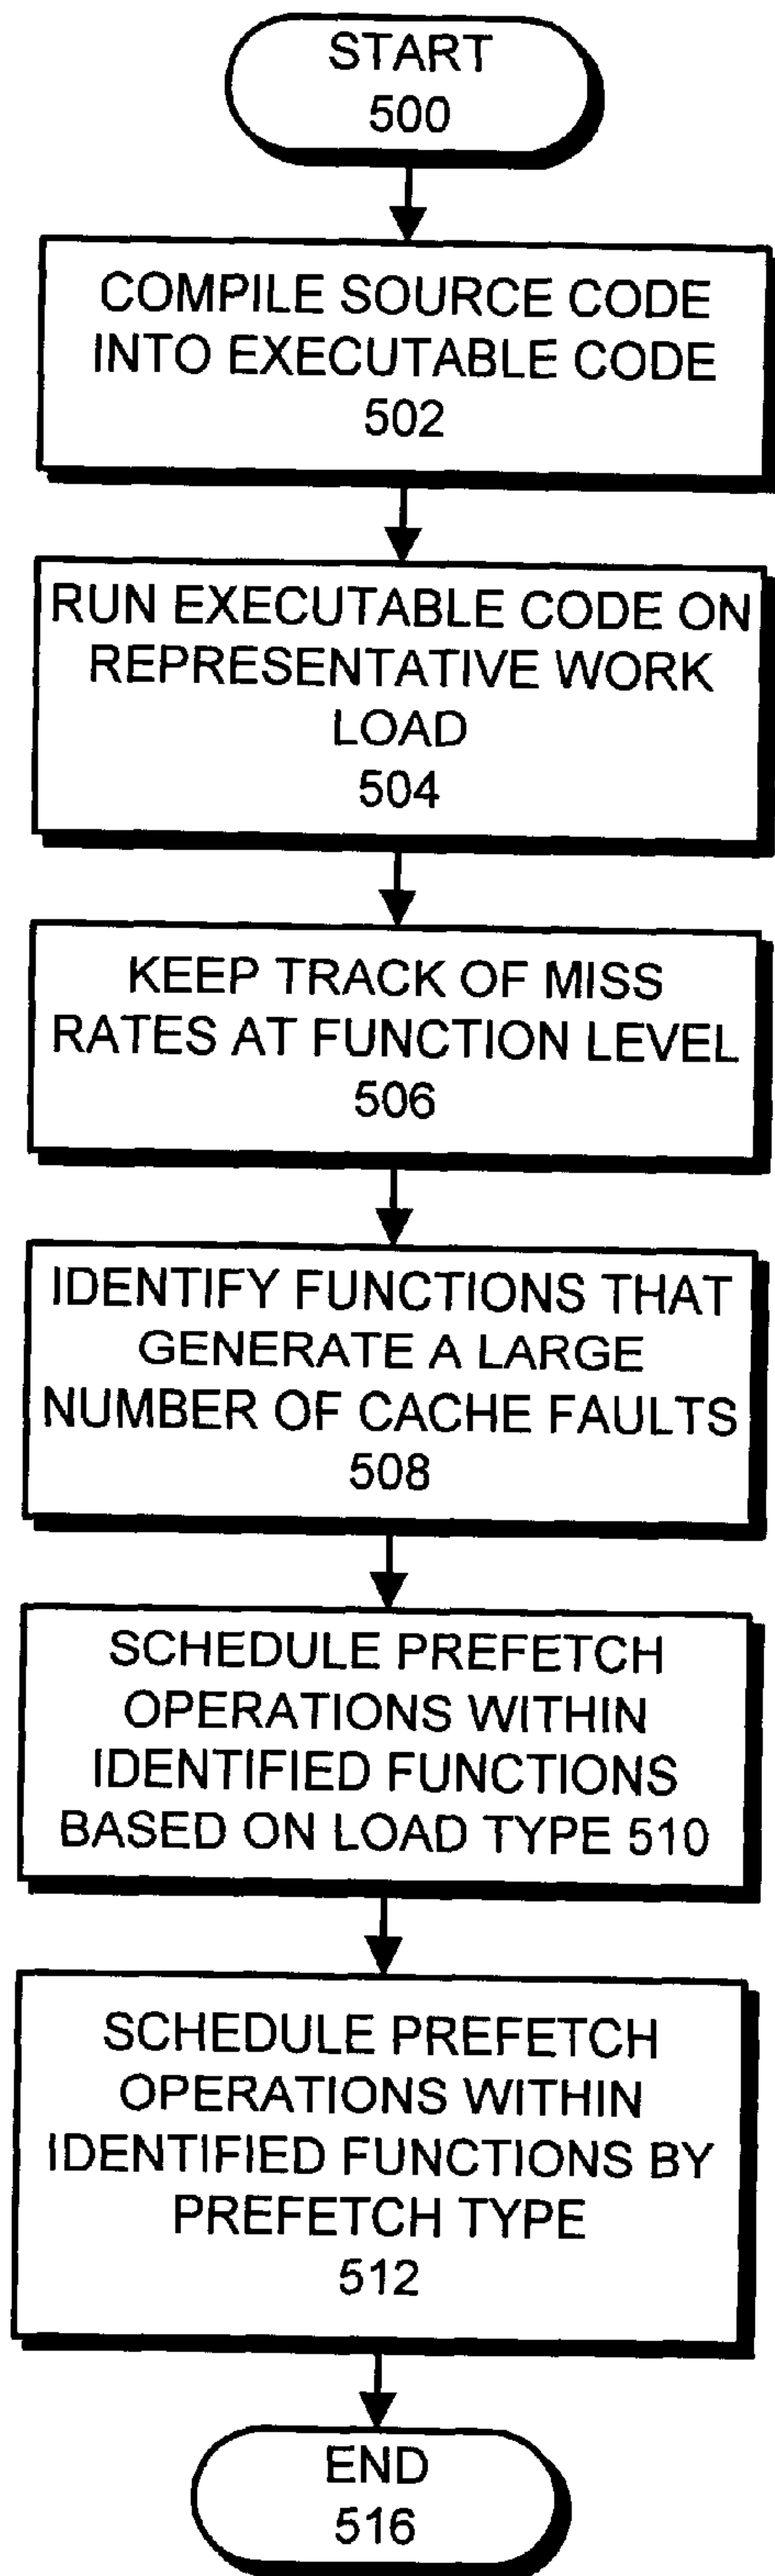 START
500
COMPILE SOURCE CODE
INTO EXECUTABLE CODE
502
RUN EXECUTABLE CODE ON
REPRESENTATIVE WORK
LOAD
504
KEEP TRACK OF MISS
RATES AT FUNCTION LEVEL
506
IDENTIFY FUNCTIONS THAT
GENERATE A LARGE
NUMBER OF CACHE FAULTS
508
SCHEDULE PREFETCH
OPERATIONS WITHIN
IDENTIFIED FUNCTIONS
BASED ON LOAD TYPE 510
SCHEDULE PREFETCH
OPERATIONS WITHIN
IDENTIFIED FUNCTIONS BY
PREFETCH TYPE
512
END
516